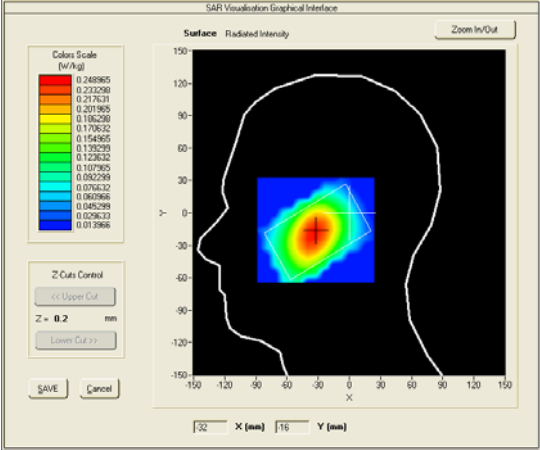 SAR Visualisation Graphical Interface
Surface Radiated Intensity
Zoom In/Out
Colors Scale
(W/kg)
0.248965
0.233298
0.217631
0.201965
0.186298
0.170632
0.154965
0.139299
0.123632
0.107965
0.092299
0.076632
0.060966
0.045299
0.029633
0.013966
Z-Cuts Control
<< Upper Cut
Z = 0.2 mm
Lower Cut >>
SAVE Cancel
150
120
90
60
30
Y
0
-30
-60
-90
-120
-150
-150 -120 -90 -60 -30 0 30 60 90 120 150
X
-32 X (mm) -16 Y (mm)